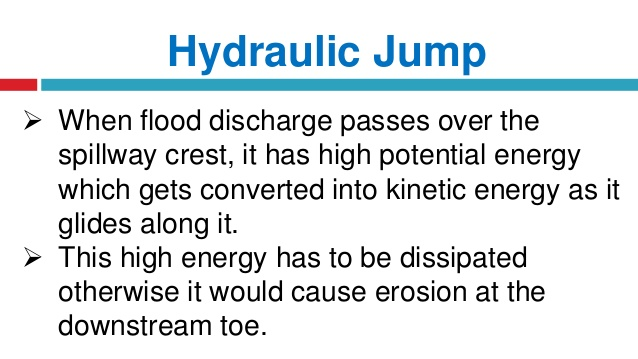 Hydraulic Jump
➢ When flood discharge passes over the
spillway crest, it has high potential energy
which gets converted into kinetic energy as it
glides along it.
➢ This high energy has to be dissipated
otherwise it would cause erosion at the
downstream toe.